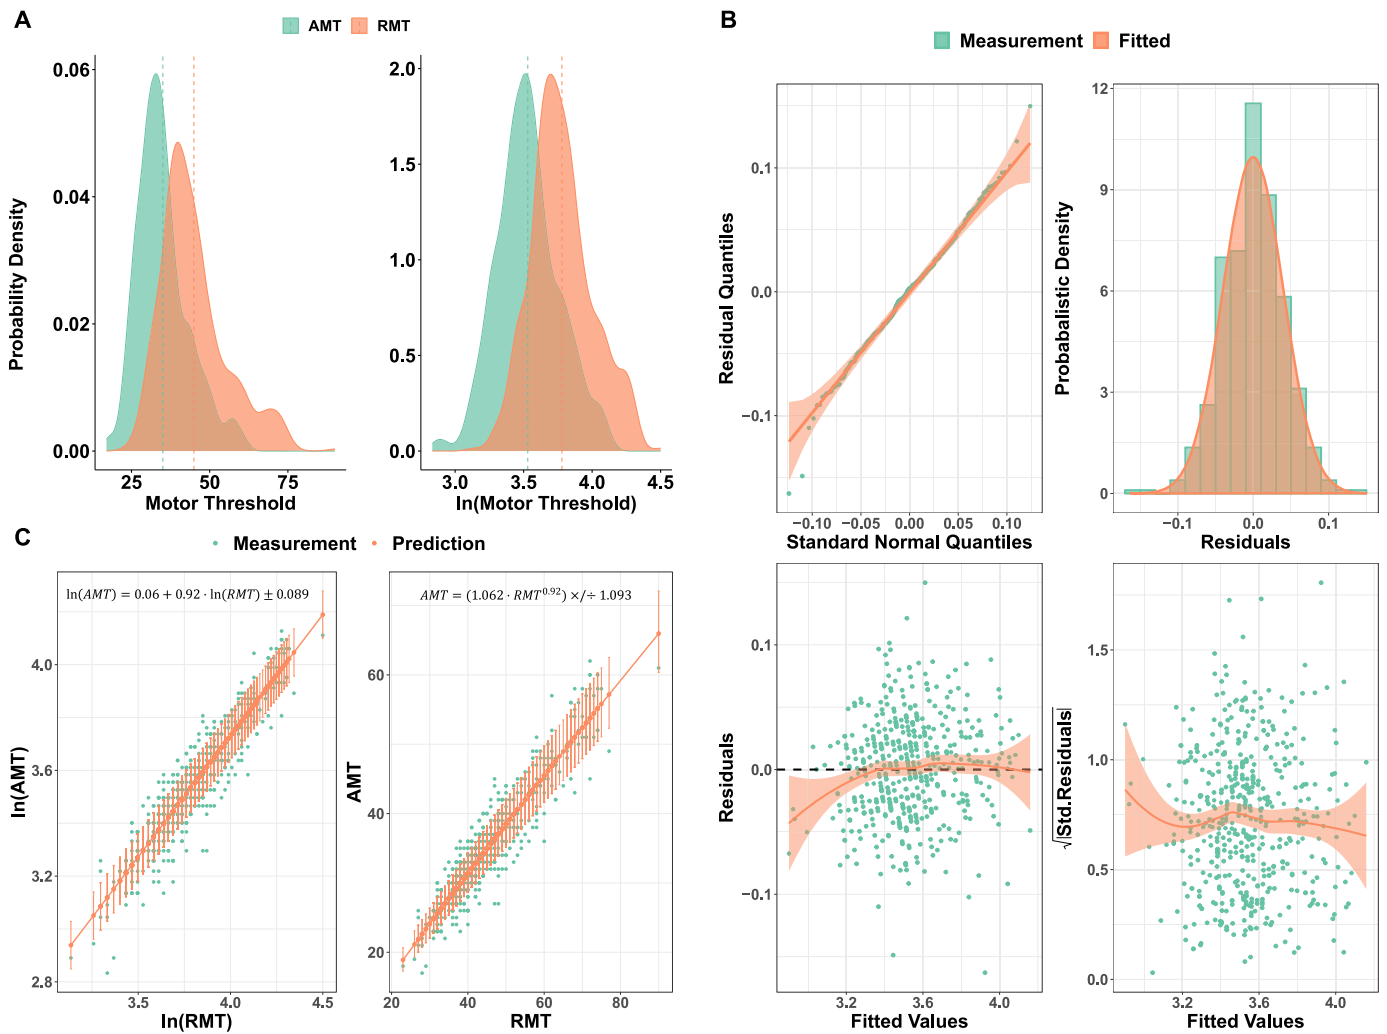 A
AMT RMT
Probability Density
0.06
0.04
0.02
0.00
25 50 75
Motor Threshold
2.0
1.5
1.0
0.5
0.0
3.0 3.5 4.0 4.5
ln(Motor Threshold)
B
Measurement Fitted
Residual Quantiles
0.1
0.0
−0.1
−0.10 −0.05 0.00 0.05 0.10
Standard Normal Quantiles
Probabalistic Density
12
9
6
3
0
−0.1 0.0 0.1
Residuals
C
Measurement Prediction
ln(AMT) = 0.06 + 0.92 · ln(RMT) ± 0.089
ln(AMT)
4.0
3.6
3.2
2.8
3.5 4.0 4.5
ln(RMT)
AMT = (1.062 · RMT^0.92) ×/÷ 1.093
AMT
60
40
20
20 40 60 80
RMT
Residuals
0.1
0.0
−0.1
3.2 3.6 4.0
Fitted Values
√|Std.Residuals|
1.5
1.0
0.5
0.0
3.2 3.6 4.0
Fitted Values